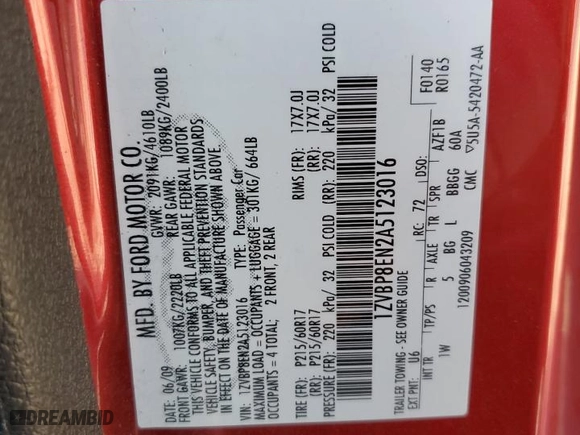 MFD. BY FORD MOTOR CO.
DATE: 06/09 GVWR: 2091KG/4610LB
FRONT GAWR: 1007KG/2220LB REAR GAWR: 1089KG/2400LB
THIS VEHICLE CONFORMS TO ALL APPLICABLE FEDERAL MOTOR
VEHICLE SAFETY, BUMPER, AND THEFT PREVENTION STANDARDS
IN EFFECT ON THE DATE OF MANUFACTURE SHOWN ABOVE.
VIN: 1ZVBP8EN2A5123016 TYPE: Passenger Car
MAXIMUM LOAD = OCCUPANTS + LUGGAGE = 301KG/ 664LB
OCCUPANTS = 4 TOTAL; 2 FRONT, 2 REAR
TIRE (FR): P215/60R17 RIMS (FR): 17X7.0J
TIRE (RR): P215/60R17 RIMS (RR): 17X7.0J
PRESSURE (FR): 220 kPa/ 32 PSI COLD (RR): 220 kPa/ 32 PSI COLD
1ZVBP8EN2A5123016
TRAILER TOWING - SEE OWNER GUIDE
F0140
R0165
EXT PNT: U6 RC: 72 DSO:
INT TR TP/PS R AXLE TR SPR AZF1B
1W 5 BG L BBGG 60A
1200906043209 CMC ▽5U5A-5420472-AA
DREAMBID